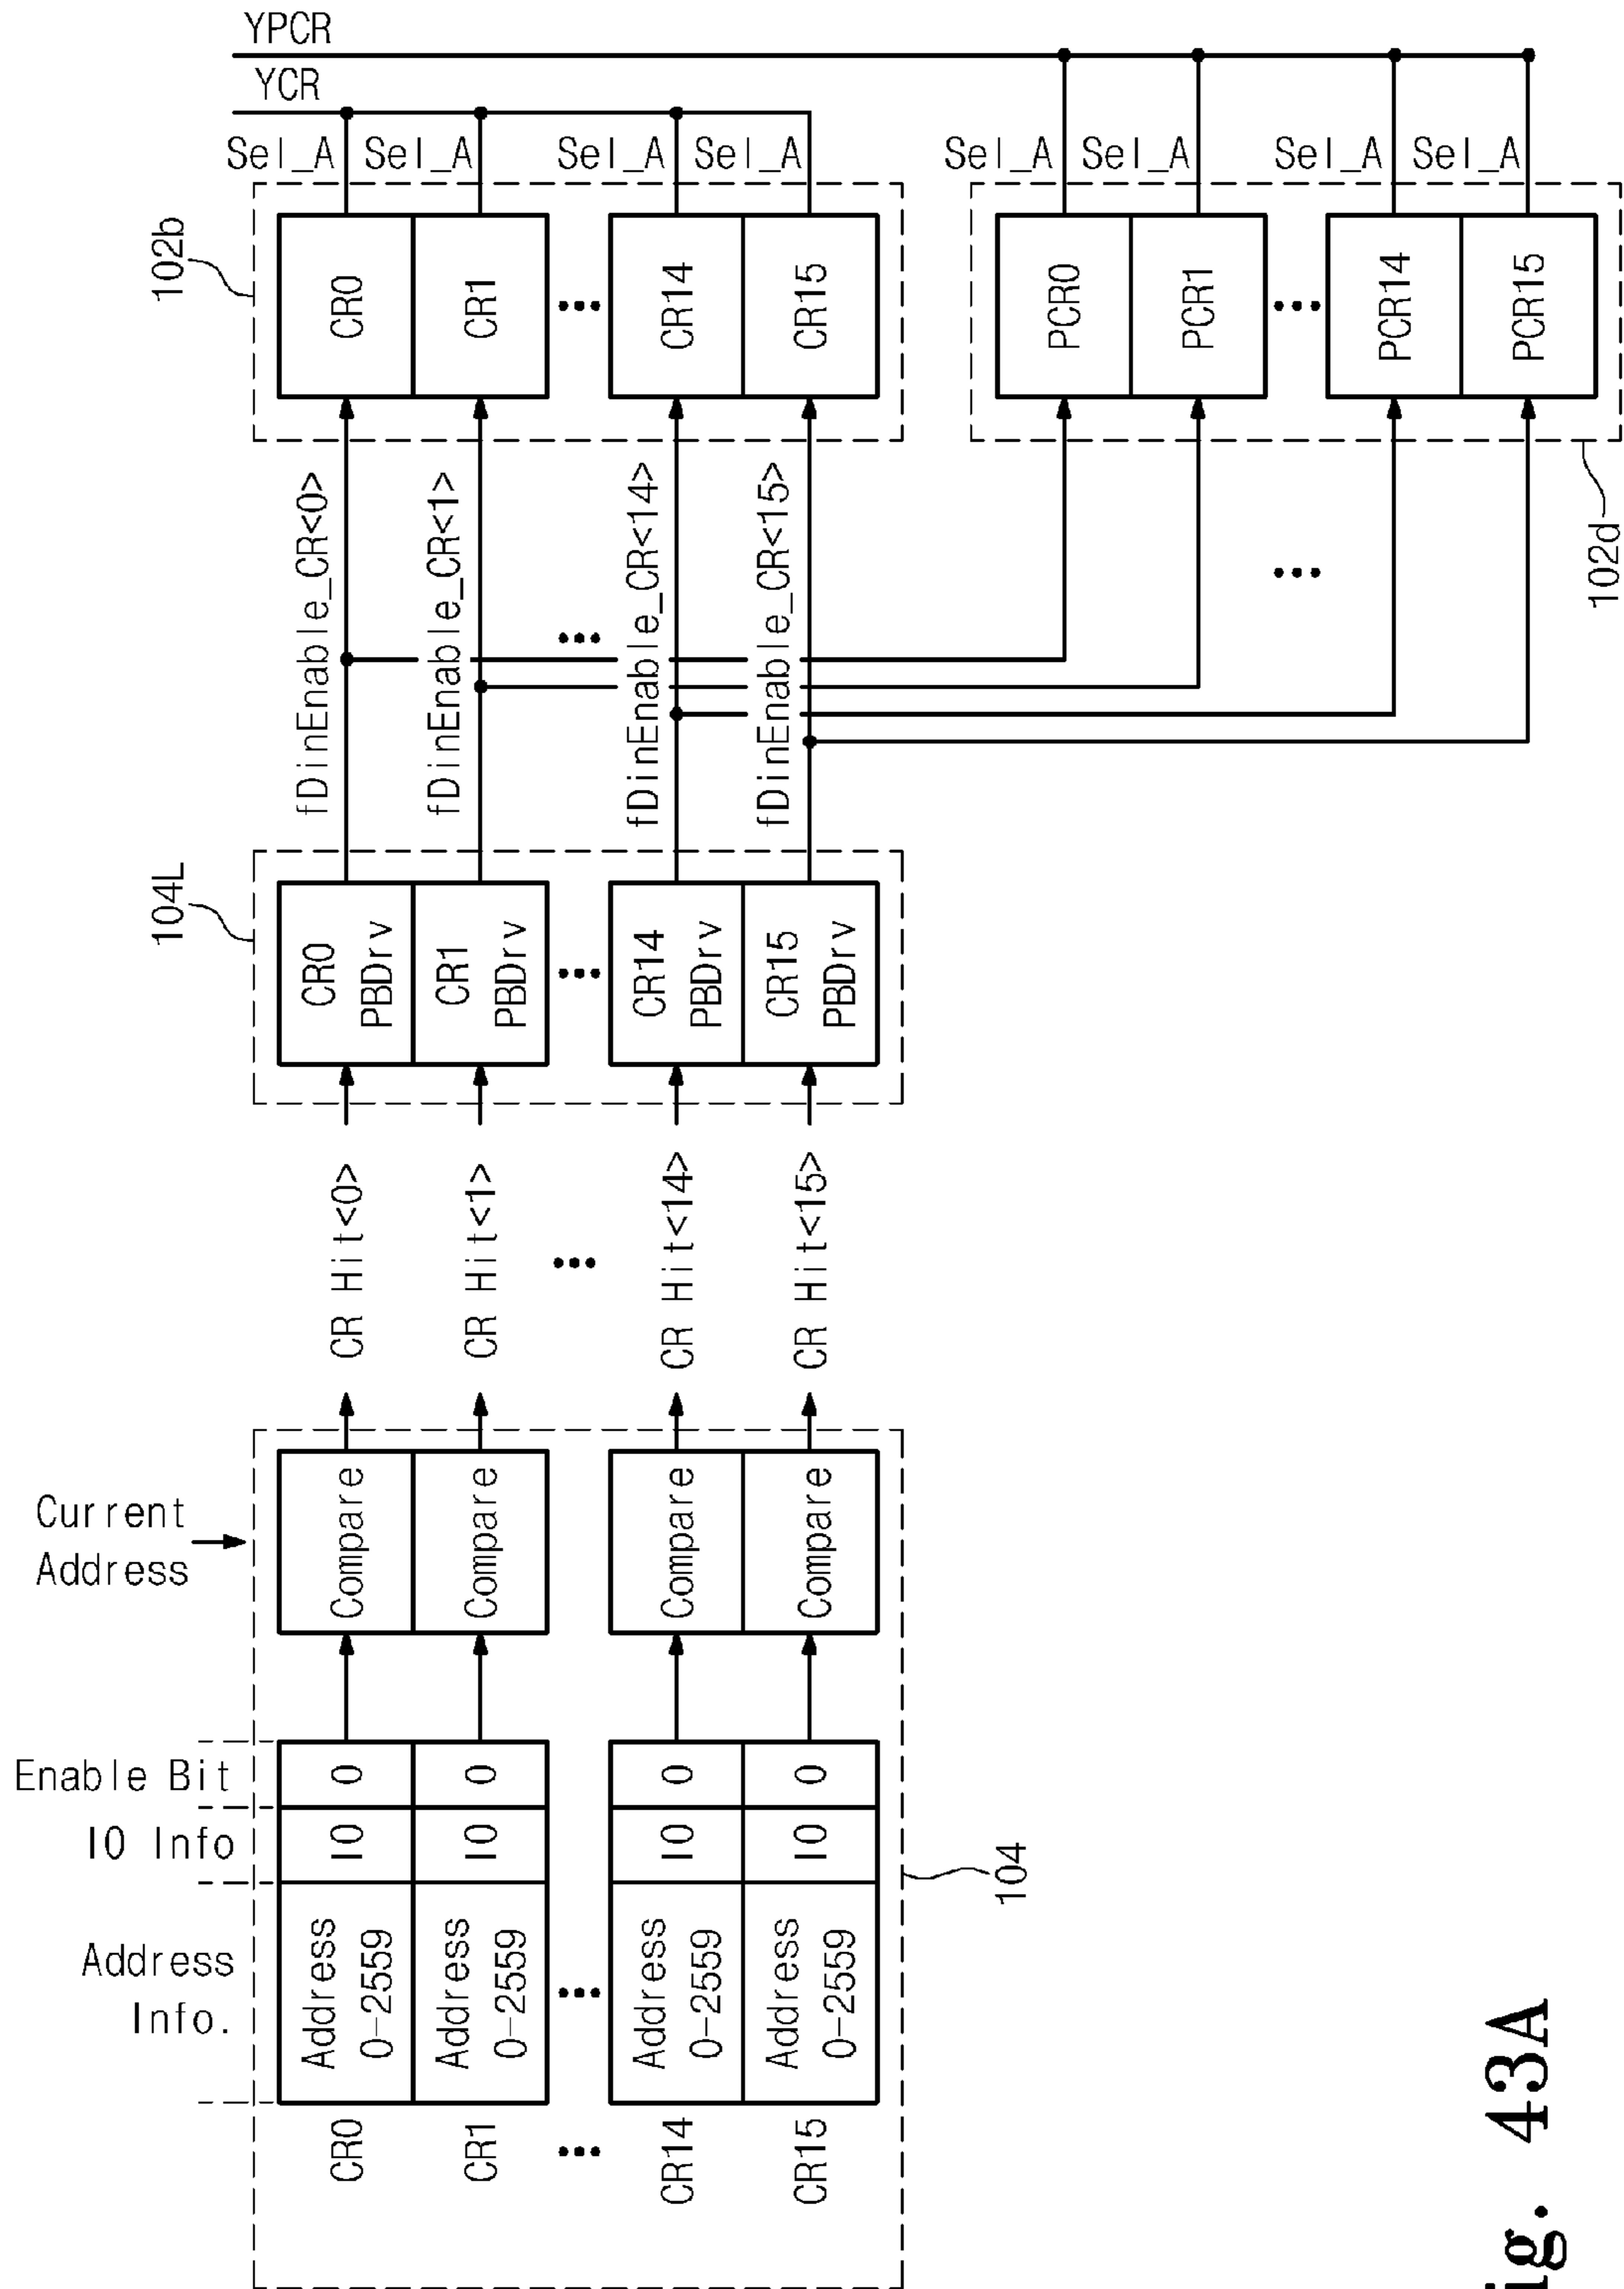 YPCR
YCR
Sel_A
Sel_A
Sel_A
Sel_A
Sel_A
Sel_A
Sel_A
Sel_A
102b
CR0
CR1
•••
CR14
CR15
PCR0
PCR1
•••
PCR14
PCR15
102d
fDinEnable_CR<0>
fDinEnable_CR<1>
•••
fDinEnable_CR<14>
fDinEnable_CR<15>
•••
104L
CR0
PBDrv
CR1
PBDrv
•••
CR14
PBDrv
CR15
PBDrv
CR Hit<0>
CR Hit<1>
•••
CR Hit<14>
CR Hit<15>
Current
Address
Compare
Compare
Compare
Compare
Enable Bit
0
0
0
0
IO Info
IO
IO
IO
IO
104
Address
Info.
Address
0-2559
Address
0-2559
•••
Address
0-2559
Address
0-2559
CR0
CR1
•••
CR14
CR15
ig. 43A